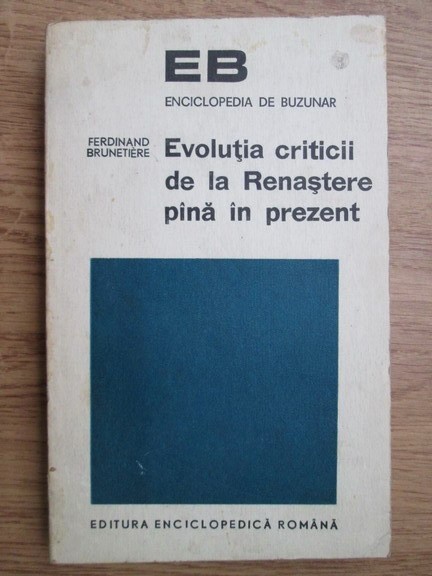 EB
ENCICLOPEDIA DE BUZUNAR
FERDINAND
BRUNETIÈRE
Evoluţia criticii
de la Renaştere
pînă în prezent
EDITURA ENCICLOPEDICĂ ROMÂNĂ